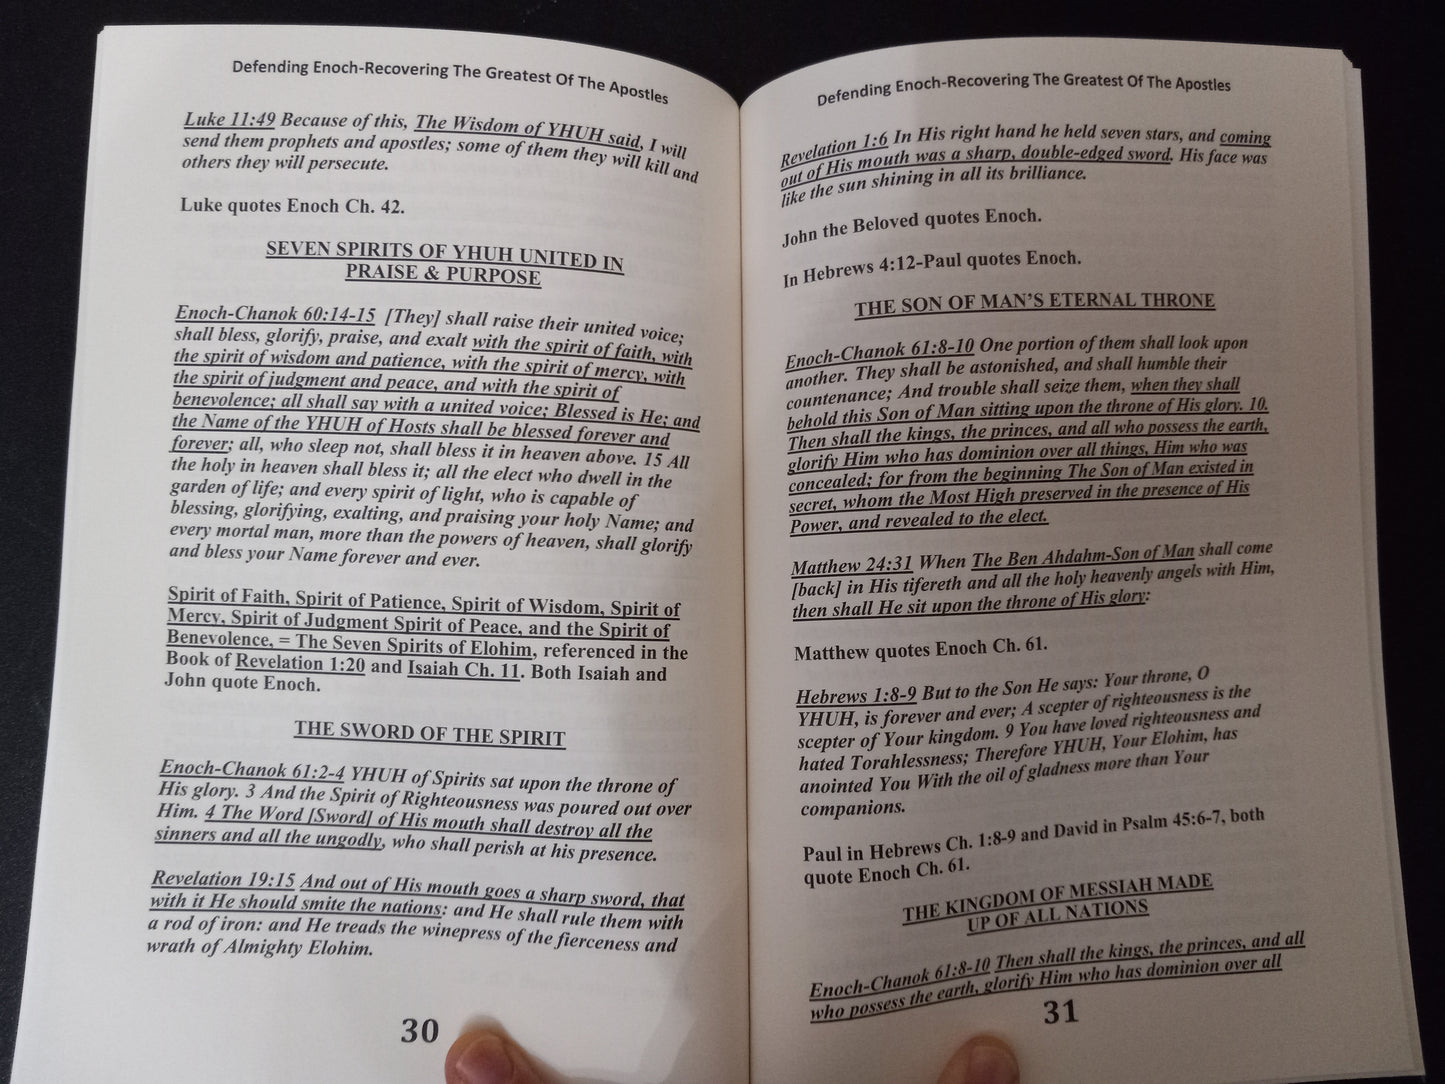 Defending Enoch-Recovering The Greatest Of The Apostles
Luke 11:49 Because of this, The Wisdom of YHUH said, I will
send them prophets and apostles; some of them they will kill and
others they will persecute.
Luke quotes Enoch Ch. 42.
SEVEN SPIRITS OF YHUH UNITED IN
PRAISE & PURPOSE
Enoch-Chanok 60:14-15 [They] shall raise their united voice;
shall bless, glorify, praise, and exalt with the spirit of faith, with
the spirit of wisdom and patience, with the spirit of mercy, with
the spirit of judgment and peace, and with the spirit of
benevolence; all shall say with a united voice; Blessed is He; and
the Name of the YHUH of Hosts shall be blessed forever and
forever; all, who sleep not, shall bless it in heaven above. 15 All
the holy in heaven shall bless it; all the elect who dwell in the
garden of life; and every spirit of light, who is capable of
blessing, glorifying, exalting, and praising your holy Name; and
every mortal man, more than the powers of heaven, shall glorify
and bless your Name forever and ever.
Spirit of Faith, Spirit of Patience, Spirit of Wisdom, Spirit of
Mercy, Spirit of Judgment Spirit of Peace, and the Spirit of
Benevolence, = The Seven Spirits of Elohim, referenced in the
Book of Revelation 1:20 and Isaiah Ch. 11. Both Isaiah and
John quote Enoch.
THE SWORD OF THE SPIRIT
Enoch-Chanok 61:2-4 YHUH of Spirits sat upon the throne of
His glory. 3 And the Spirit of Righteousness was poured out over
Him. 4 The Word [Sword] of His mouth shall destroy all the
sinners and all the ungodly, who shall perish at his presence.
Revelation 19:15 And out of His mouth goes a sharp sword, that
with it He should smite the nations: and He shall rule them with
a rod of iron: and He treads the winepress of the fierceness and
wrath of Almighty Elohim.
30
Defending Enoch-Recovering The Greatest Of The Apostles
Revelation 1:6 In His right hand he held seven stars, and coming
out of His mouth was a sharp, double-edged sword. His face was
like the sun shining in all its brilliance.
John the Beloved quotes Enoch.
In Hebrews 4:12-Paul quotes Enoch.
THE SON OF MAN'S ETERNAL THRONE
Enoch-Chanok 61:8-10 One portion of them shall look upon
another. They shall be astonished, and shall humble their
countenance; And trouble shall seize them, when they shall
behold this Son of Man sitting upon the throne of His glory. 10.
Then shall the kings, the princes, and all who possess the earth,
glorify Him who has dominion over all things, Him who was
concealed; for from the beginning The Son of Man existed in
secret, whom the Most High preserved in the presence of His
Power, and revealed to the elect.
Matthew 24:31 When The Ben Ahdahm-Son of Man shall come
[back] in His tifereth and all the holy heavenly angels with Him,
then shall He sit upon the throne of His glory:
Matthew quotes Enoch Ch. 61.
Hebrews 1:8-9 But to the Son He says: Your throne, O
YHUH, is forever and ever; A scepter of righteousness is the
scepter of Your kingdom. 9 You have loved righteousness and
hated Torahlessness; Therefore YHUH, Your Elohim, has
anointed You With the oil of gladness more than Your
companions.
Paul in Hebrews Ch. 1:8-9 and David in Psalm 45:6-7, both
quote Enoch Ch. 61.
THE KINGDOM OF MESSIAH MADE
UP OF ALL NATIONS
Enoch-Chanok 61:8-10 Then shall the kings, the princes, and all
who possess the earth, glorify Him who has dominion over all
31